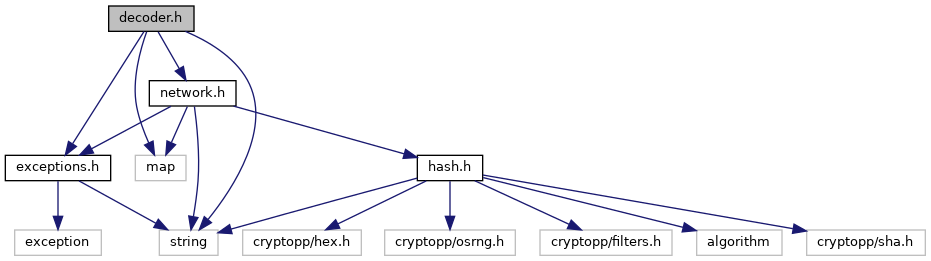 decoder.h
network.h
exceptions.h
map
hash.h
exception
string
cryptopp/hex.h
cryptopp/osrng.h
cryptopp/filters.h
algorithm
cryptopp/sha.h